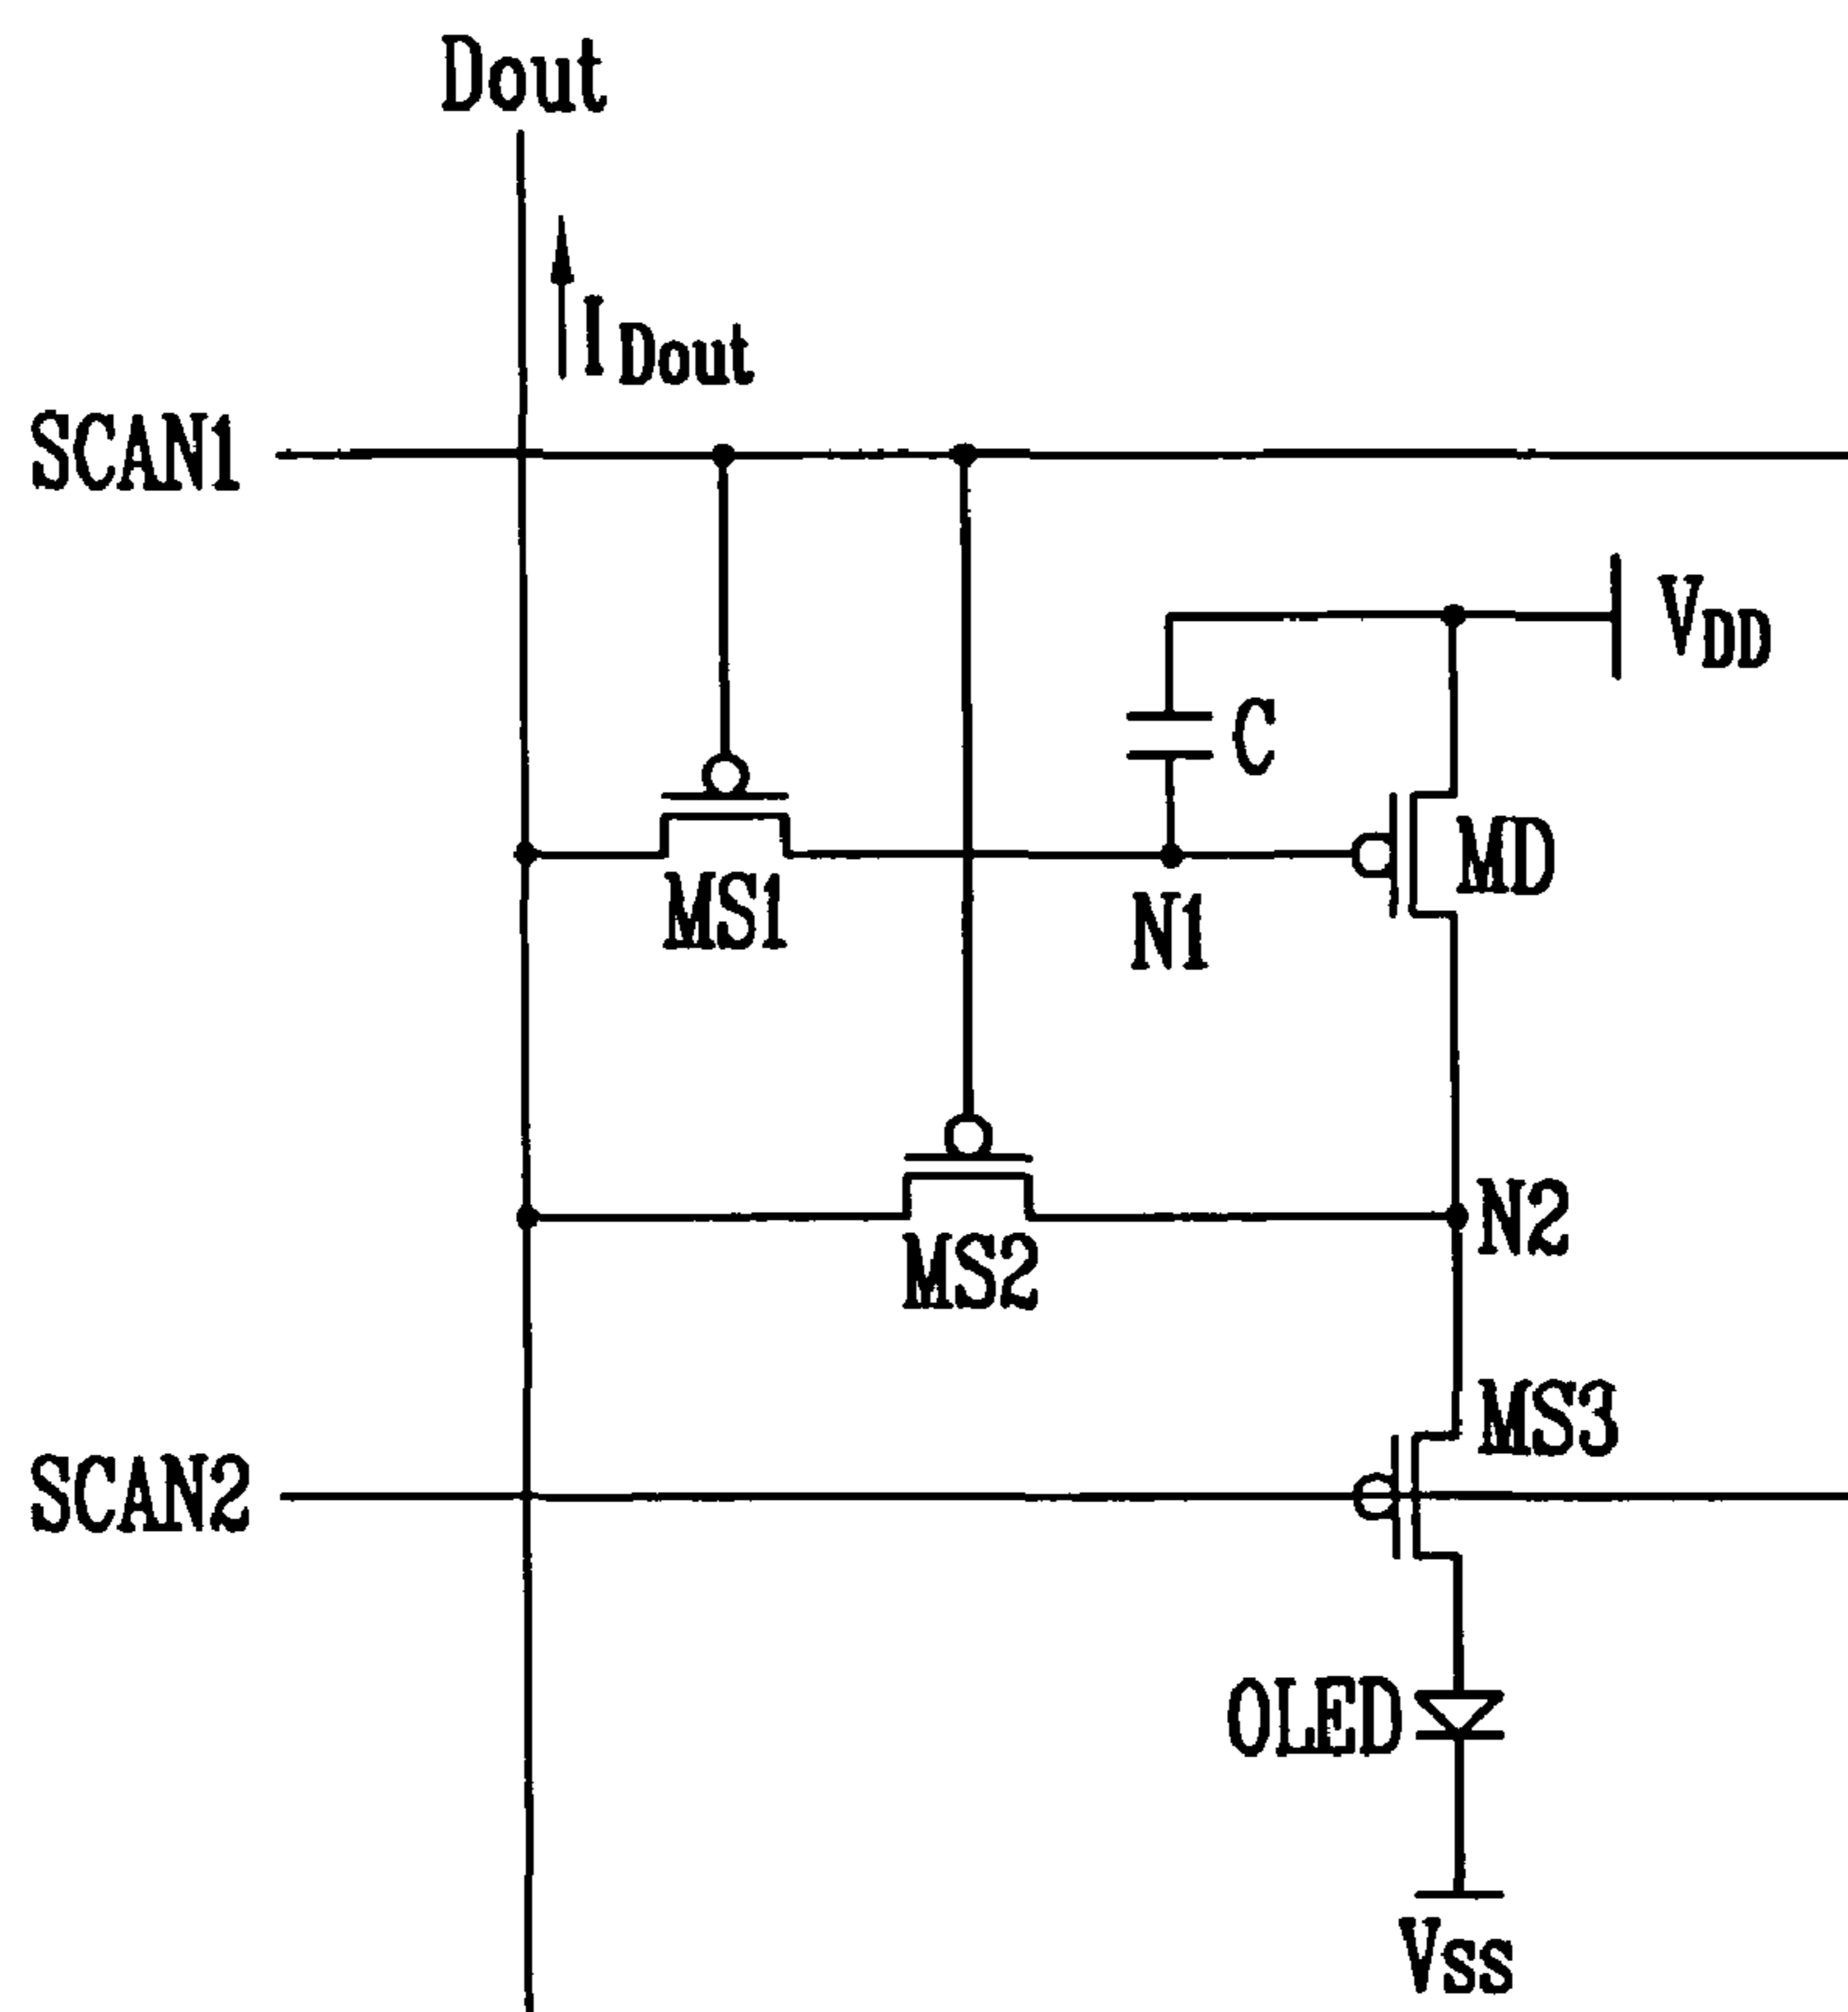 Dout
I Dout
SCAN1
VDD
C
MD
MS1
N1
N2
MS2
MS3
SCAN2
OLED
VSS